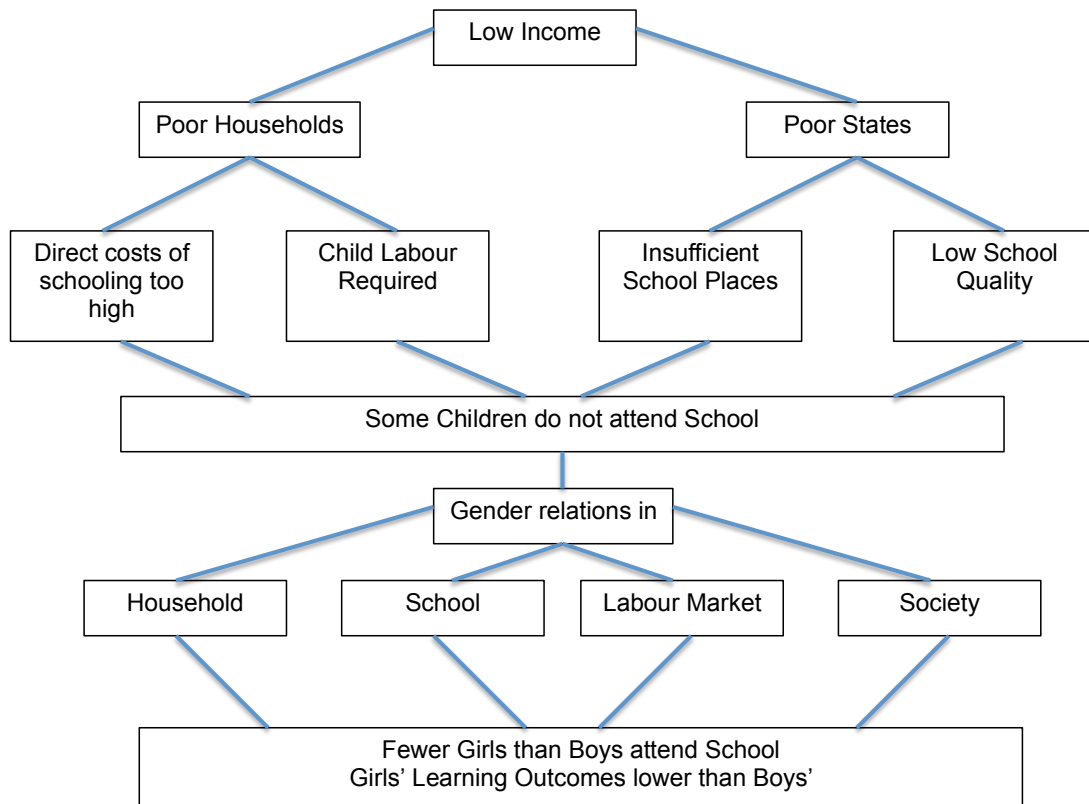 Low Income
Poor Households
Poor States
Direct costs of
schooling too
high
Child Labour
Required
Insufficient
School Places
Low School
Quality
Some Children do not attend School
Gender relations in
Household
School
Labour Market
Society
Fewer Girls than Boys attend School
Girls’ Learning Outcomes lower than Boys’